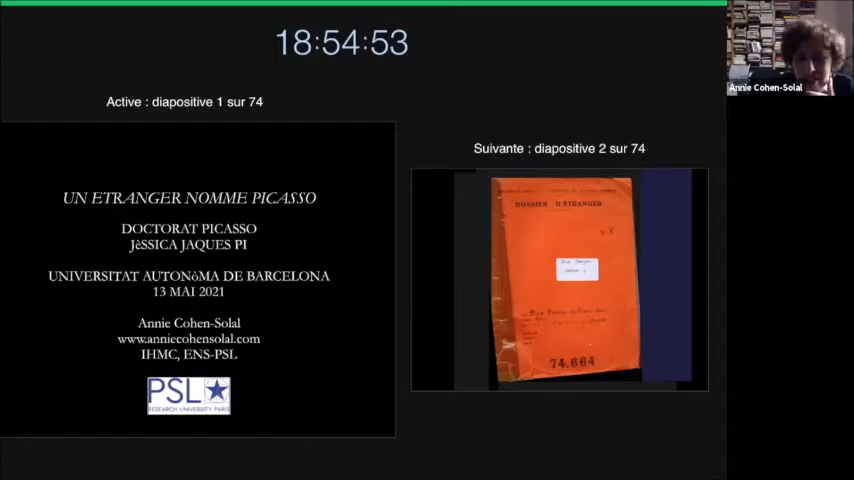 18:54:53
Annie Cohen-Solal
Active : diapositive 1 sur 74
Suivante : diapositive 2 sur 74
UN ETRANGER NOMME PICASSO
DOCTORAT PICASSO
JèSSICA JAQUES PI
UNIVERSITAT AUTONòMA DE BARCELONA
13 MAI 2021
Annie Cohen-Solal
www.anniecohensolal.com
IHMC, ENS-PSL
PSL
RESEARCH UNIVERSITY PARIS
DOSSIER D'ÉTRANGER
74.664